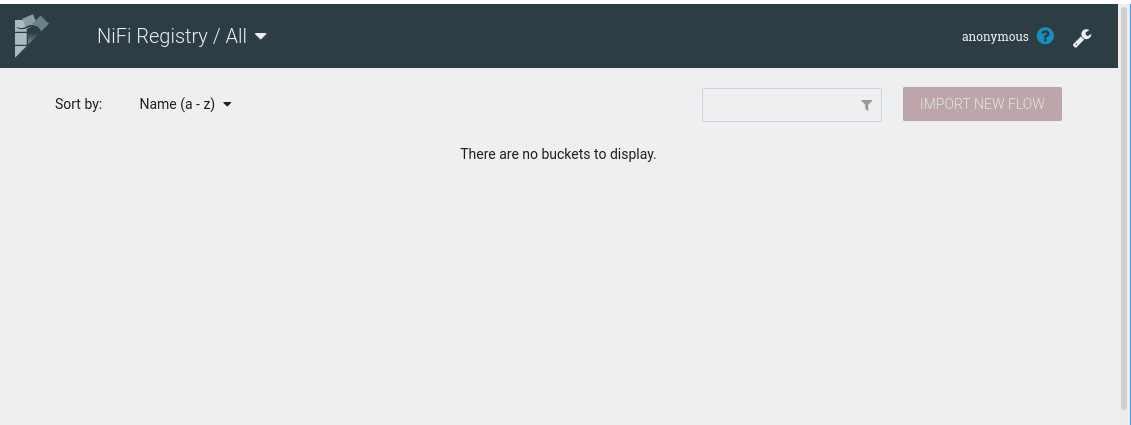 NiFi Registry / All
anonymous
Sort by:
Name (a - z)
IMPORT NEW FLOW
There are no buckets to display.